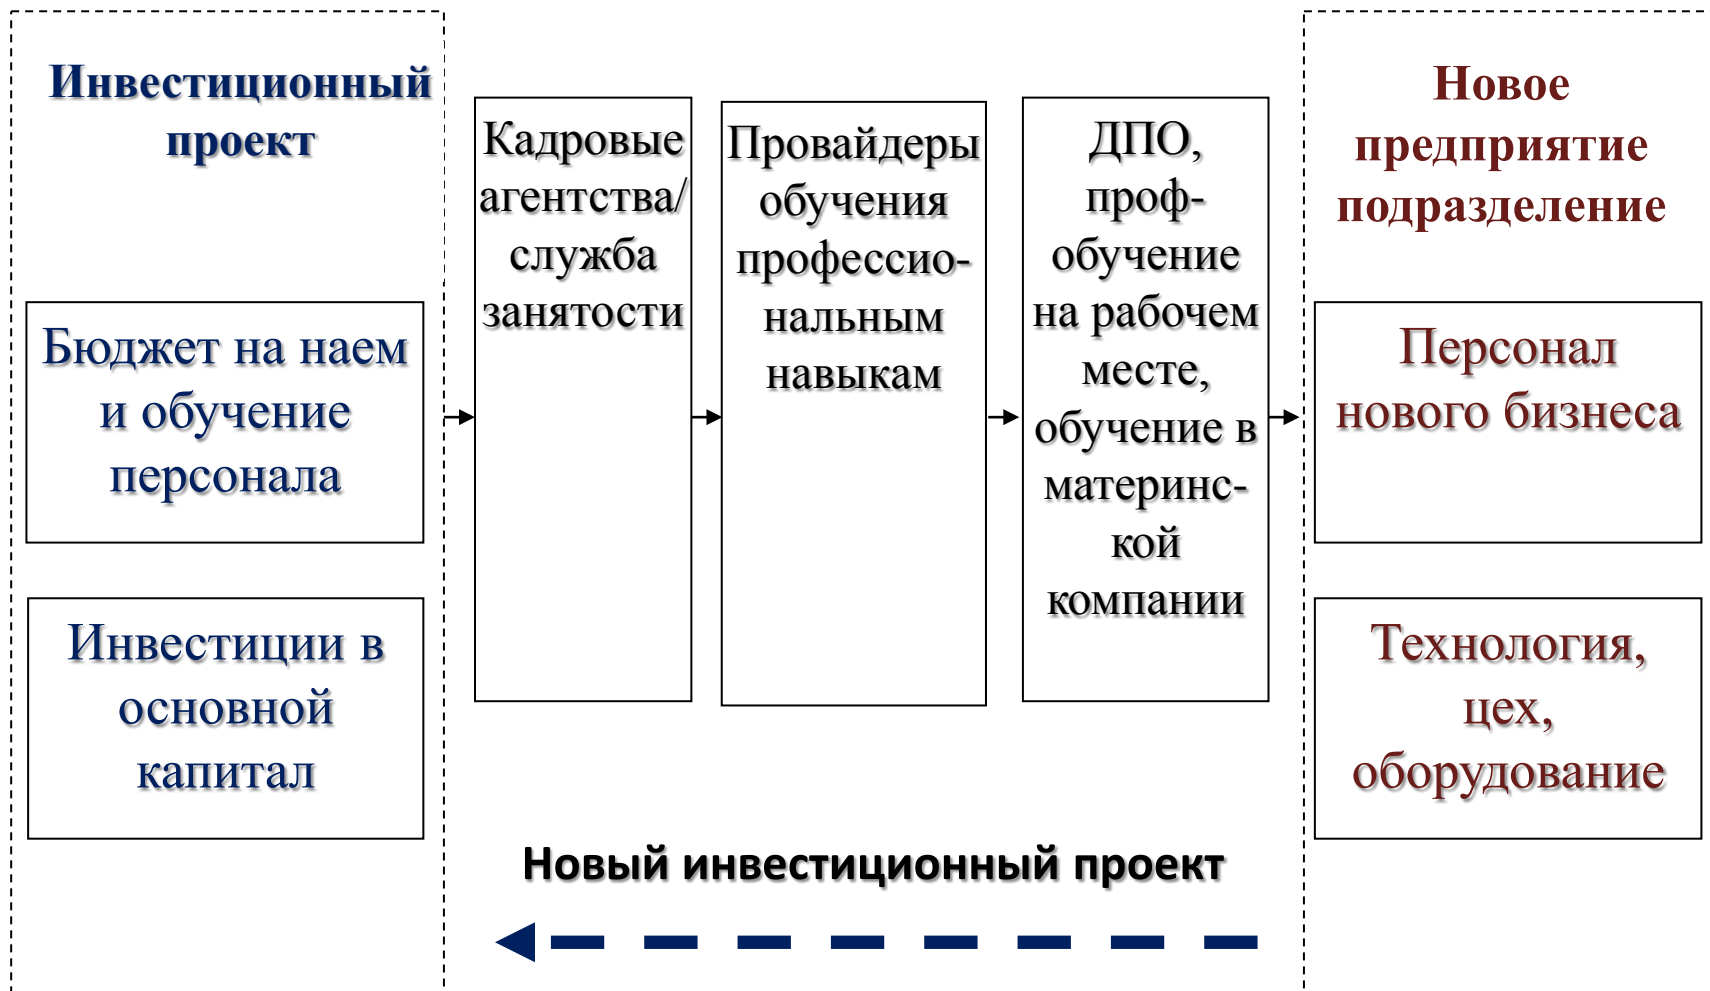 Инвестиционный
проект
Бюджет на наем
и обучение
персонала
Инвестиции в
основной
капитал
Кадровые
агентства/
служба
занятости
Провайдеры
обучения
профессио-
нальным
навыкам
ДПО,
проф-
обучение
на рабочем
месте,
обучение в
материнс-
кой
компании
Новое
предприятие
подразделение
Персонал
нового бизнеса
Технология,
цех,
оборудование
Новый инвестиционный проект